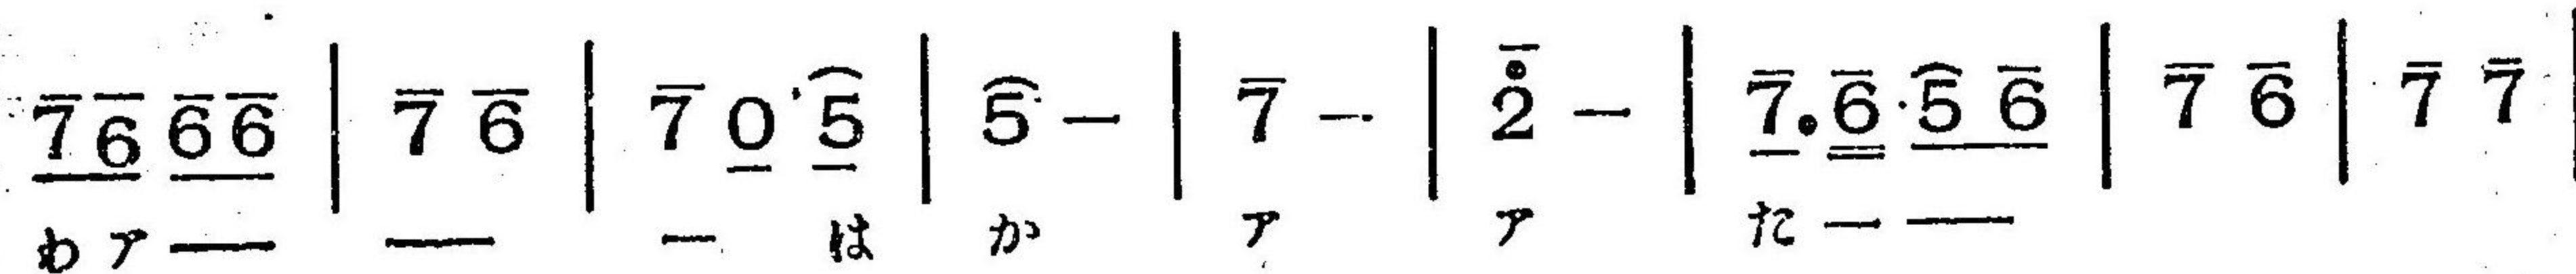 7 6 6 6 | 7 6 | 7 0 5 | 5 — | 7 — | 2 — | 7. 6 5 6 | 7 6 | 7 7 |
わ ア — — — は か ア ア た — —